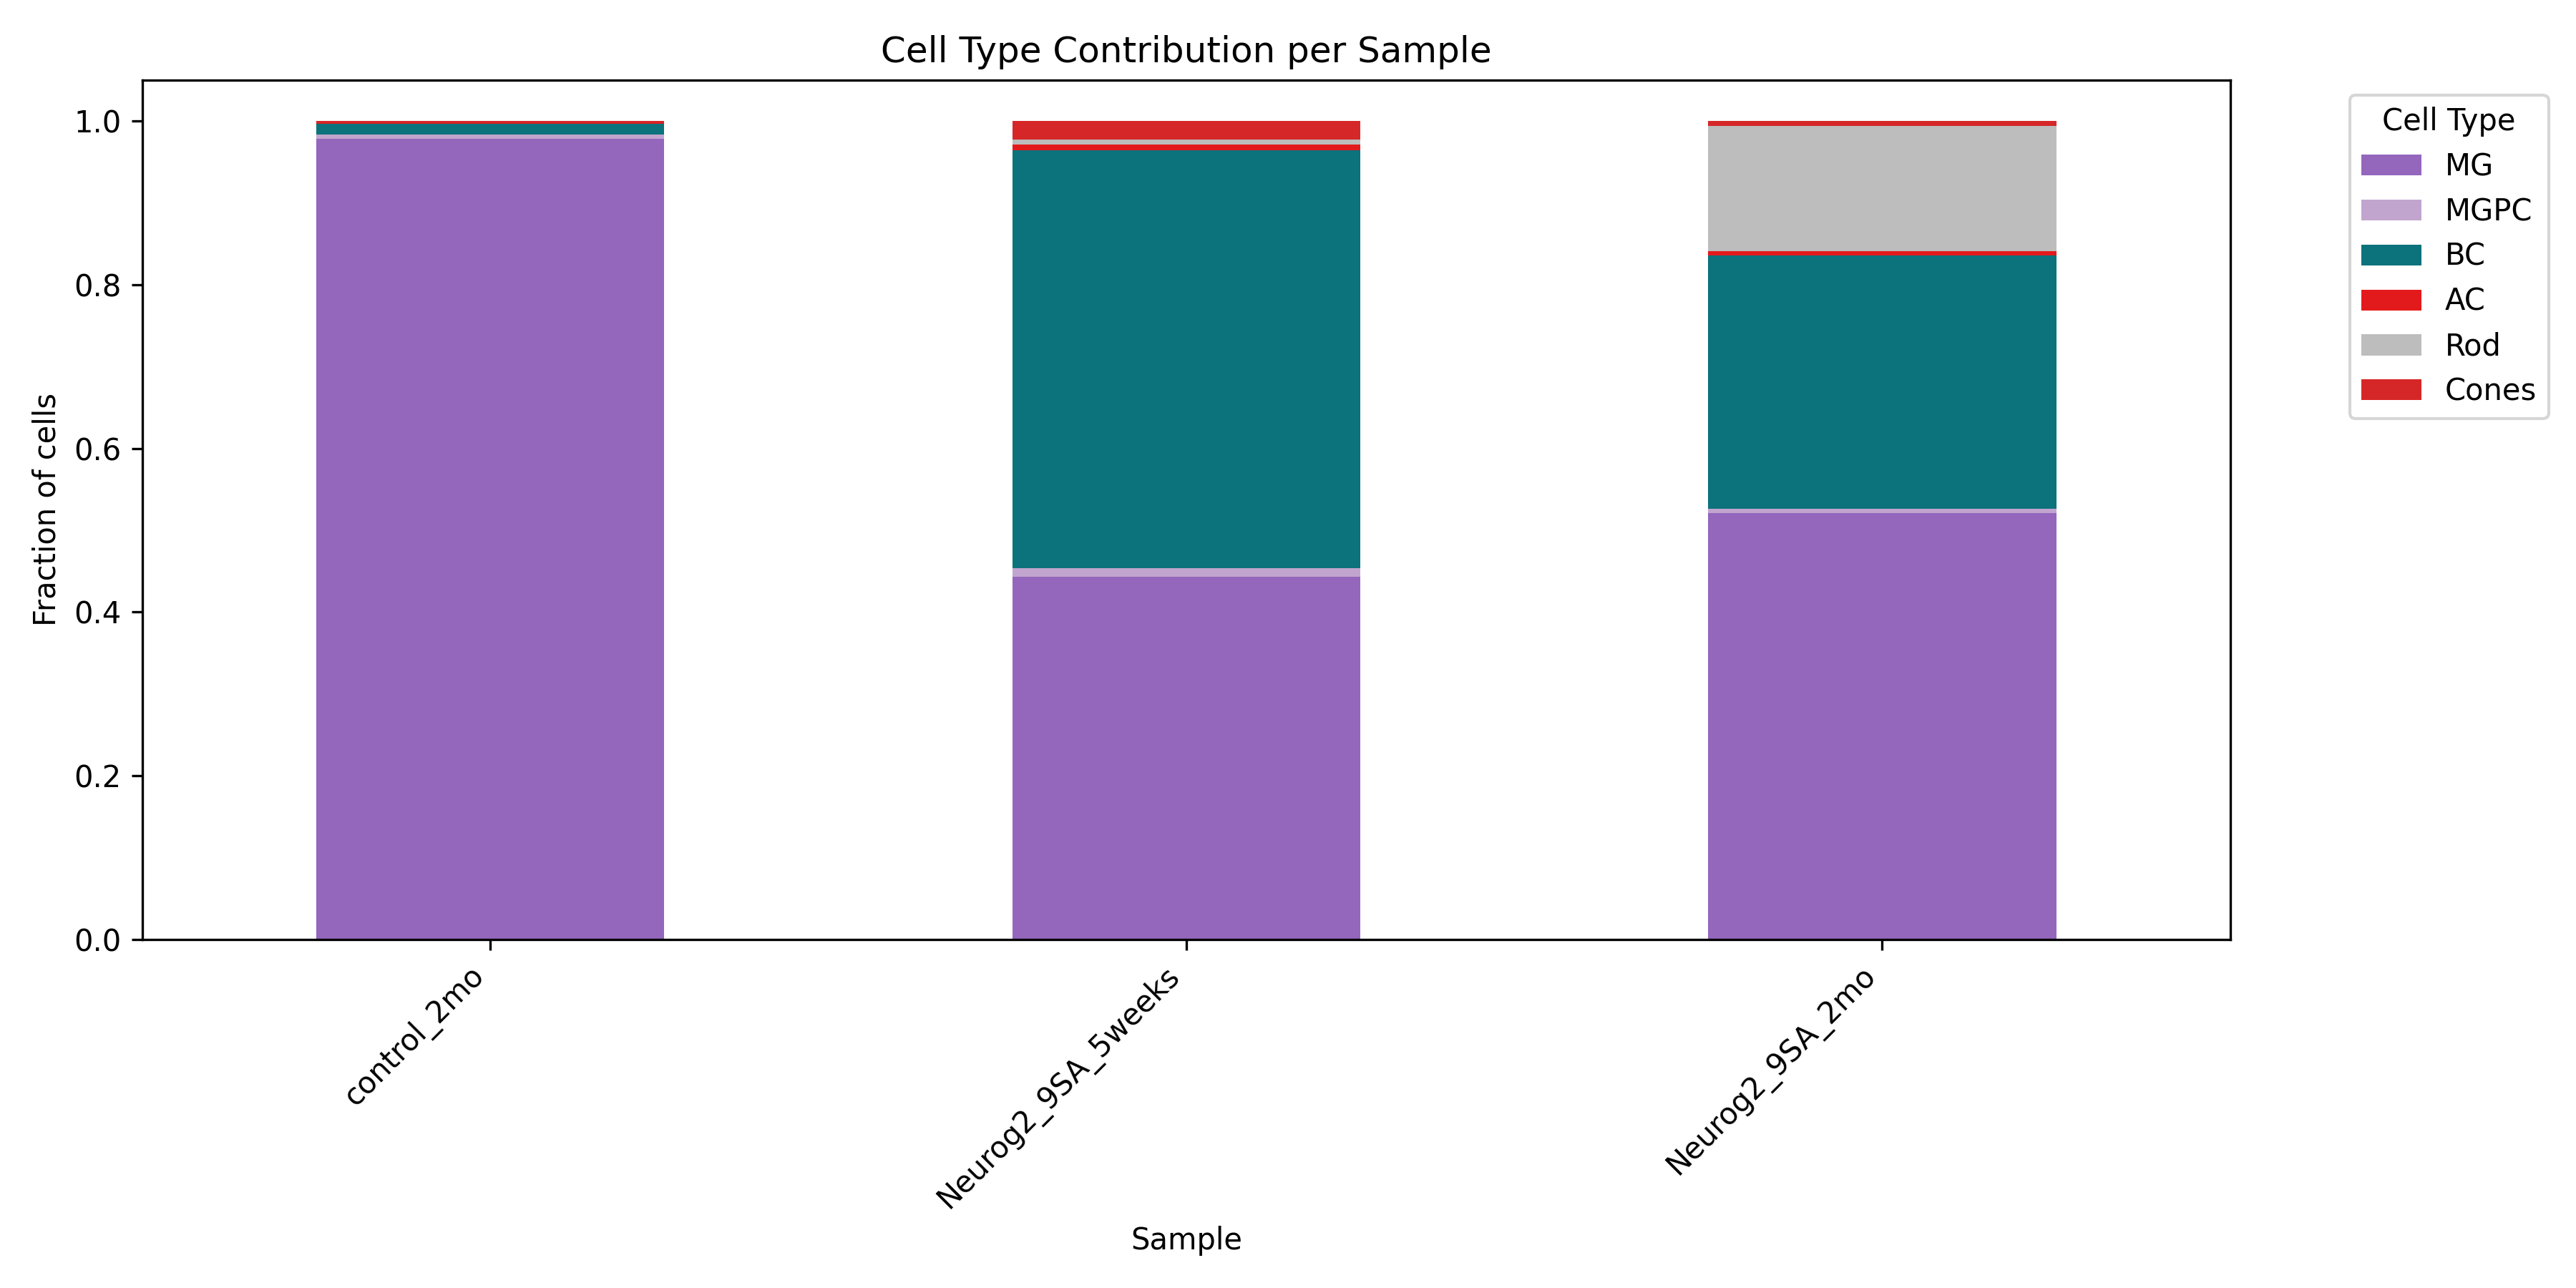 Cell Type Contribution per Sample
Fraction of cells
1.0
0.8
0.6
0.4
0.2
0.0
control_2mo
Neurog2_9SA_5weeks
Neurog2_9SA_2mo
Sample
Cell Type
MG
MGPC
BC
AC
Rod
Cones